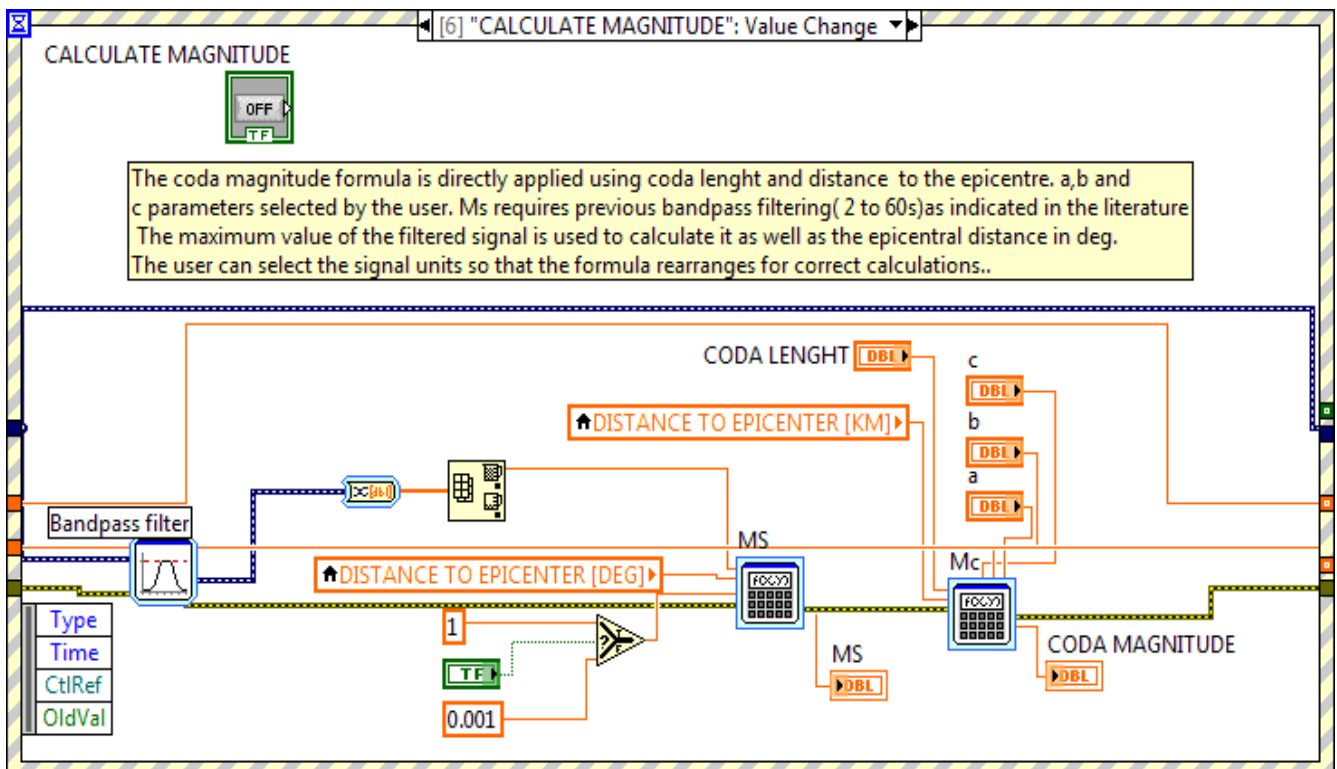 [6] "CALCULATE MAGNITUDE": Value Change
CALCULATE MAGNITUDE
OFF
TF
The coda magnitude formula is directly applied using coda lenght and distance to the epicentre. a,b and
c parameters selected by the user. Ms requires previous bandpass filtering( 2 to 60s)as indicated in the literature
The maximum value of the filtered signal is used to calculate it as well as the epicentral distance in deg.
The user can select the signal units so that the formula rearranges for correct calculations..
CODA LENGHT
DBL
c
DBL
DISTANCE TO EPICENTER [KM]
b
DBL
a
DBL
Bandpass filter
MS
Mc
DISTANCE TO EPICENTER [DEG]
F(X,Y)
F(X,Y)
Type
Time
CtlRef
OldVal
1
?
TF
0.001
MS
DBL
CODA MAGNITUDE
DBL